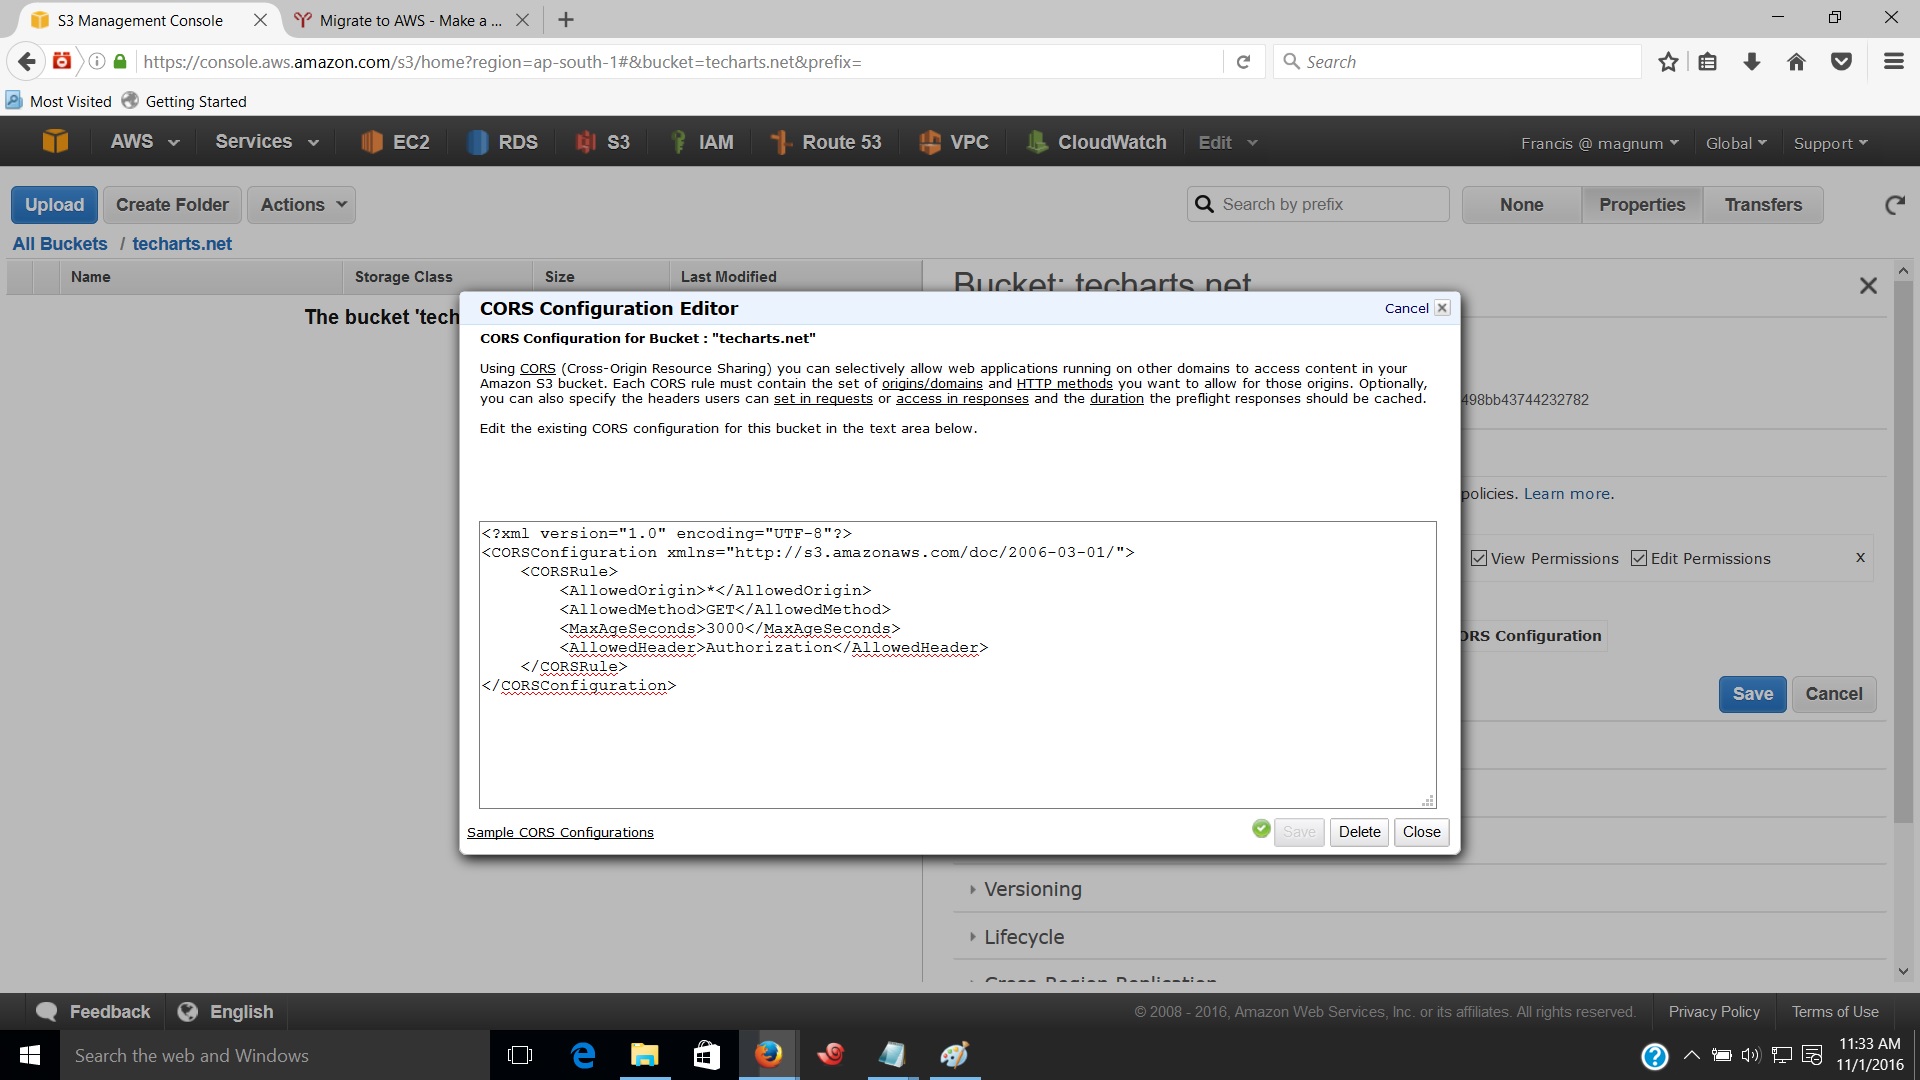 S3 Management Console
Migrate to AWS - Make a ...
https://console.aws.amazon.com/s3/home?region=ap-south-1#&bucket=techarts.net&prefix=
Search
Most Visited
Getting Started
AWS
Services
EC2
RDS
S3
IAM
Route 53
VPC
CloudWatch
Edit
Francis @ magnum
Global
Support
Upload
Create Folder
Actions
Search by prefix
None
Properties
Transfers
All Buckets / techarts.net
Name
Storage Class
Size
Last Modified
Bucket: techarts.net
The bucket 'tech
CORS Configuration Editor
Cancel
CORS Configuration for Bucket : "techarts.net"
Using CORS (Cross-Origin Resource Sharing) you can selectively allow web applications running on other domains to access content in your
Amazon S3 bucket. Each CORS rule must contain the set of origins/domains and HTTP methods you want to allow for those origins. Optionally,
you can also specify the headers users can set in requests or access in responses and the duration the preflight responses should be cached.
498bb43744232782
Edit the existing CORS configuration for this bucket in the text area below.
policies. Learn more.
<?xml version="1.0" encoding="UTF-8"?>
<CORSConfiguration xmlns="http://s3.amazonaws.com/doc/2006-03-01/">
    <CORSRule>
        <AllowedOrigin>*</AllowedOrigin>
        <AllowedMethod>GET</AllowedMethod>
        <MaxAgeSeconds>3000</MaxAgeSeconds>
        <AllowedHeader>Authorization</AllowedHeader>
    </CORSRule>
</CORSConfiguration>
View Permissions
Edit Permissions
x
ORS Configuration
Save
Cancel
Sample CORS Configurations
Save
Delete
Close
Versioning
Lifecycle
Cross-Region Replication
Feedback
English
© 2008 - 2016, Amazon Web Services, Inc. or its affiliates. All rights reserved.
Privacy Policy
Terms of Use
Search the web and Windows
11:33 AM
11/1/2016